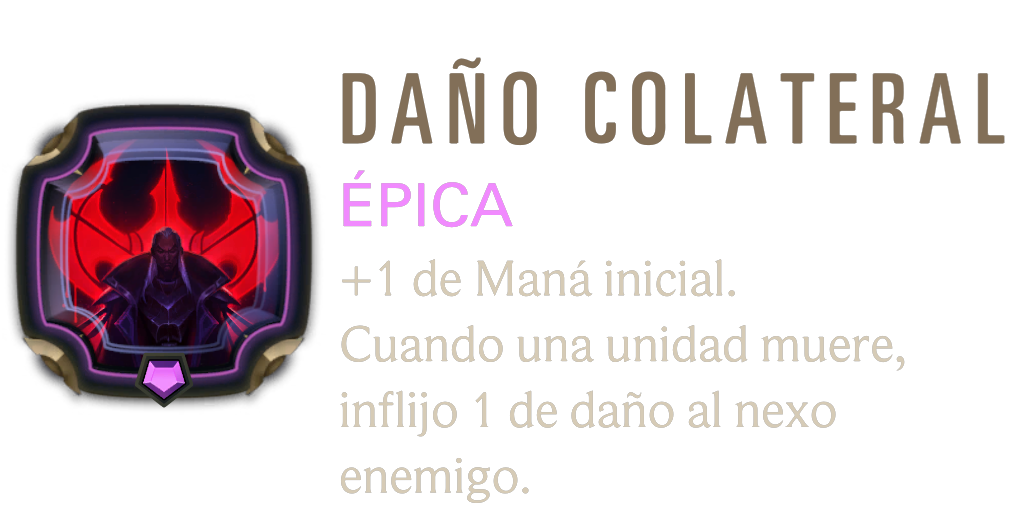 DAÑO COLATERAL
ÉPICA
+1 de Maná inicial.
Cuando una unidad muere,
inflijo 1 de daño al nexo
enemigo.